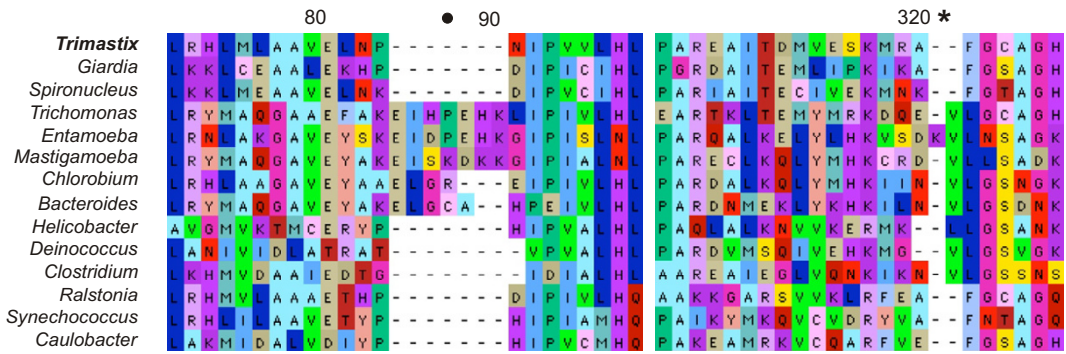 80 ● 90 320 *
Trimastix LRHLMLAAVELNP-------NIPVVLHL PAREAITDMVESKMRA--FGCAGH
Giardia LKKLCEAALEKHP-------DIPICIHL PGRDAITEMLIPKIKA--FGSAGH
Spironucleus LKKLMEAAVELNK-------DIPVCIHL PARIAITECIVEKMNK--FGTAGH
Trichomonas LRYMAQGAAEFAKEIHPEHKLIPIVLHL EARTKLTEMYMRKDQE-VLGCAGH
Entamoeba LRNLAKGAVEYSKEIDPEHKGIPISLNL PARQALKELYLHKVSDKVLNSAGK
Mastigamoeba LRYMAQGAVEYAKEISKDKKGIPIALNL PARECLKQLYMHKCRD-VLLSADK
Chlorobium LRHLAAGAVEYAAELGR---EIPIVLHL PARDALKQLYMHKIIN-VLGSNGK
Bacteroides LRYMAQGAVEYAKELGCA--HPEIVLHL PARDNMEKLYKHKILN-VLGSDNK
Helicobacter AVGMVKTMCERYP-------HIPVALHL PAQLALKNVVKERMK--LLGSANK
Deinococcus LANIVIDLATRAT--------VPVALHL PARDVMSQIVEHKMG--VLGSVGK
Clostridium LKHMVDAAIEDTG--------IDIALHL AAREAIEGLVQNKIKN-VLGSSNS
Ralstonia LRHMVLAAAETHP-------DIPIVLHQ AAKKGARSVVKLRFEA--FGCAGQ
Synechococcus LRHLILAAVETYP-------HIPIAMHQ PAIKYMKQVCVDRYVA--FNTAGQ
Caulobacter LAKMIDALVDIYP-------HIPVCMHQ PAKEAMRKVCQARFVE--FGSAGH